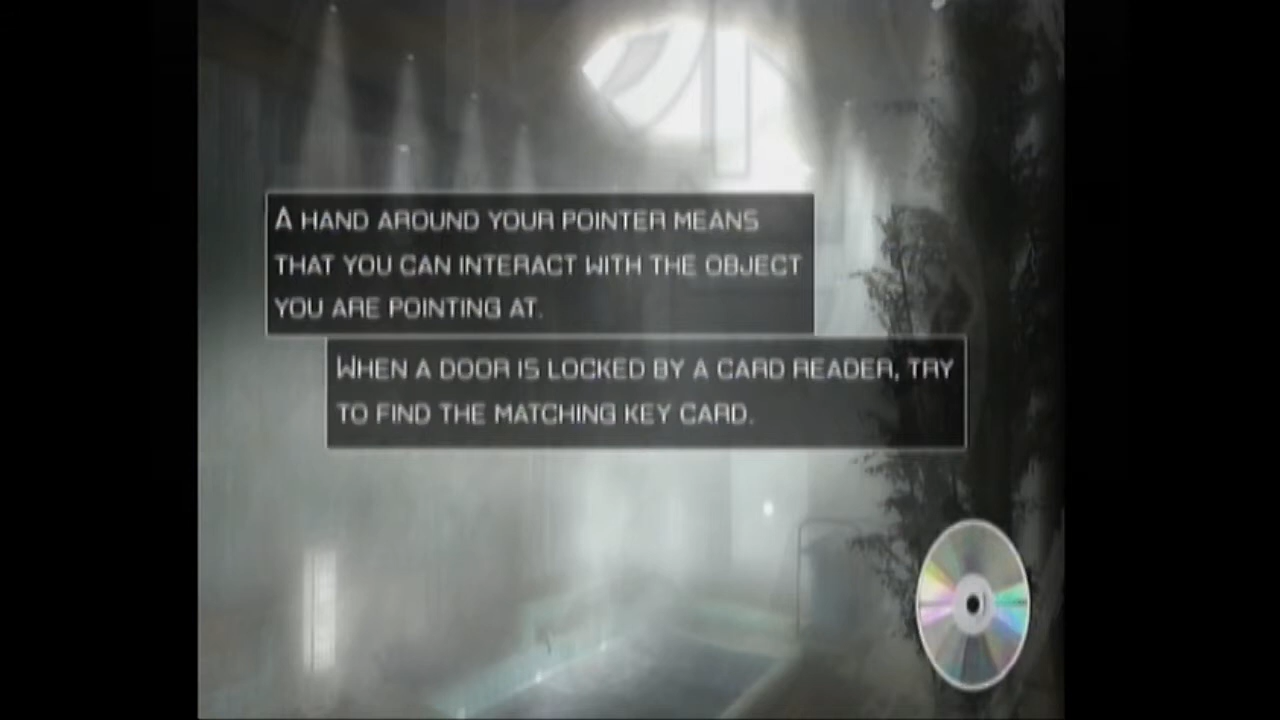 A HAND AROUND YOUR POINTER MEANS
THAT YOU CAN INTERACT WITH THE OBJECT
YOU ARE POINTING AT.
WHEN A DOOR IS LOCKED BY A CARD READER, TRY
TO FIND THE MATCHING KEY CARD.